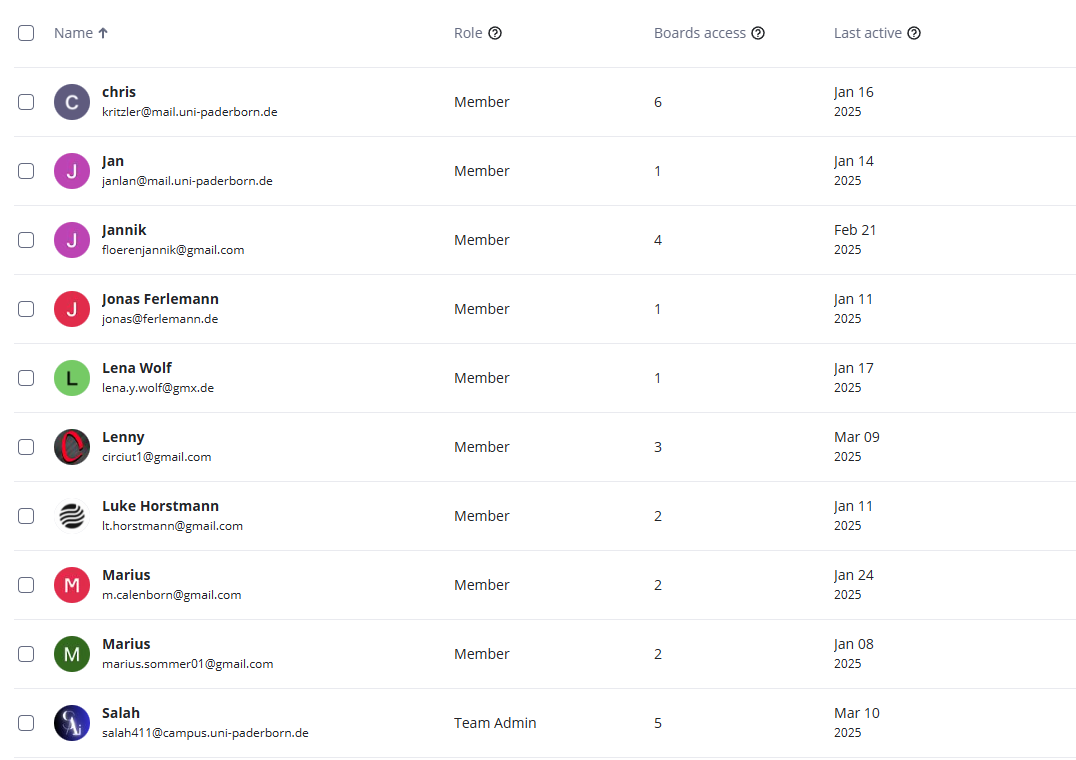 Name Role Boards access Last active
chris
kritzler@mail.uni-paderborn.de
C
Member
6
Jan 16
2025
Jan
janlan@mail.uni-paderborn.de
J
Member
1
Jan 14
2025
Jannik
floerenjannik@gmail.com
J
Member
4
Feb 21
2025
Jonas Ferlemann
jonas@ferlemann.de
J
Member
1
Jan 11
2025
Lena Wolf
lena.y.wolf@gmx.de
L
Member
1
Jan 17
2025
Lenny
circiut1@gmail.com
C
Member
3
Mar 09
2025
Luke Horstmann
lt.horstmann@gmail.com
Member
2
Jan 11
2025
Marius
m.calenborn@gmail.com
M
Member
2
Jan 24
2025
Marius
marius.sommer01@gmail.com
M
Member
2
Jan 08
2025
Salah
salah411@campus.uni-paderborn.de
Team Admin
5
Mar 10
2025